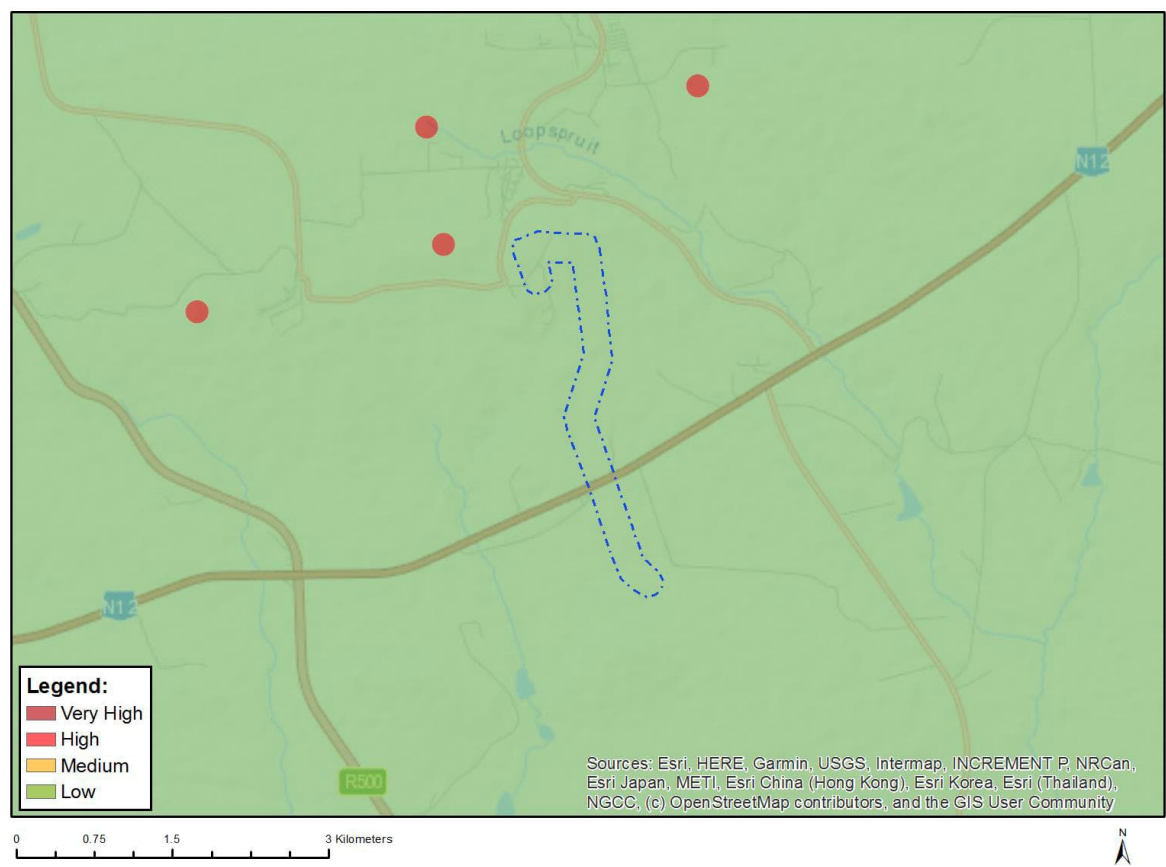 Loopspruit
N12
N12
R500
Legend:
Very High
High
Medium
Low
Sources: Esri, HERE, Garmin, USGS, Intermap, INCREMENT P, NRCan,
Esri Japan, METI, Esri China (Hong Kong), Esri Korea, Esri (Thailand),
NGCC, (c) OpenStreetMap contributors, and the GIS User Community
0 0.75 1.5 3 Kilometers
N